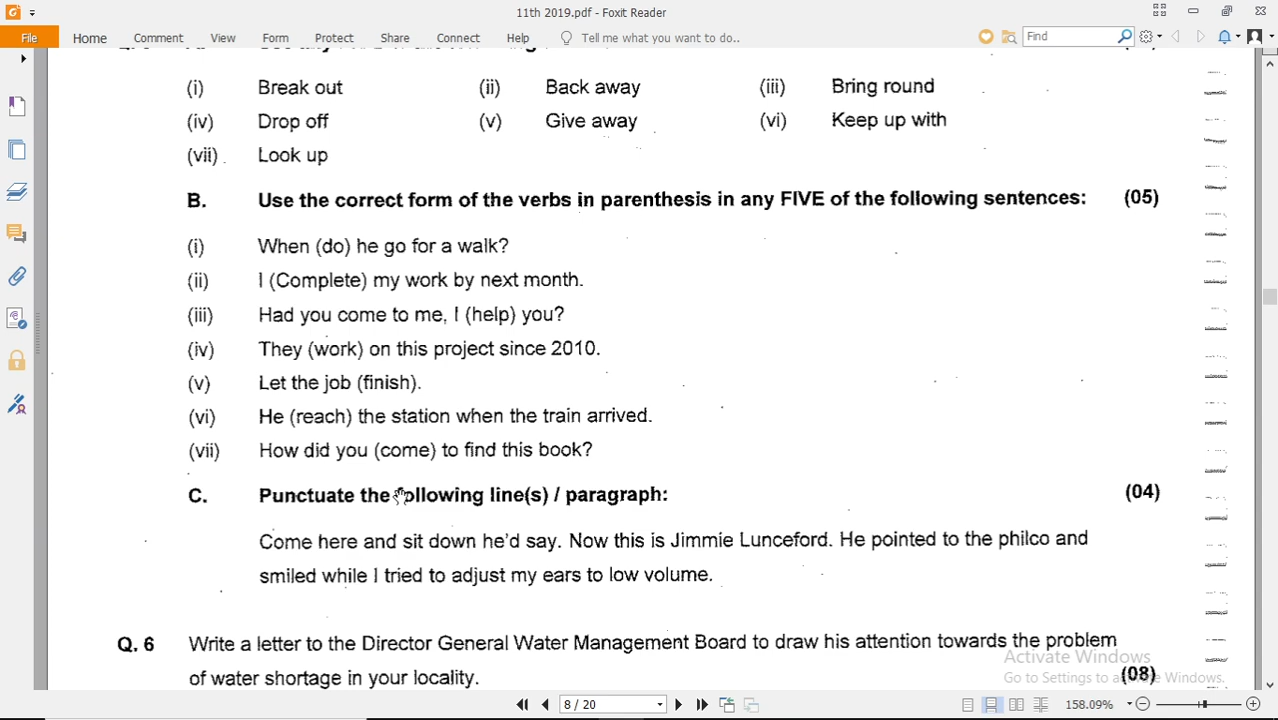 11th 2019.pdf - Foxit Reader
File Home Comment View Form Protect Share Connect Help Tell me what you want to do.. Find
(i) Break out (ii) Back away (iii) Bring round
(iv) Drop off (v) Give away (vi) Keep up with
(vii) Look up
B. Use the correct form of the verbs in parenthesis in any FIVE of the following sentences: (05)
(i) When (do) he go for a walk?
(ii) I (Complete) my work by next month.
(iii) Had you come to me, I (help) you?
(iv) They (work) on this project since 2010.
(v) Let the job (finish).
(vi) He (reach) the station when the train arrived.
(vii) How did you (come) to find this book?
C. Punctuate the following line(s) / paragraph: (04)
Come here and sit down he'd say. Now this is Jimmie Lunceford. He pointed to the philco and
smiled while I tried to adjust my ears to low volume.
Q. 6 Write a letter to the Director General Water Management Board to draw his attention towards the problem
of water shortage in your locality. (08)
Activate Windows
Go to Settings to activate Windows.
8 / 20 158.09%